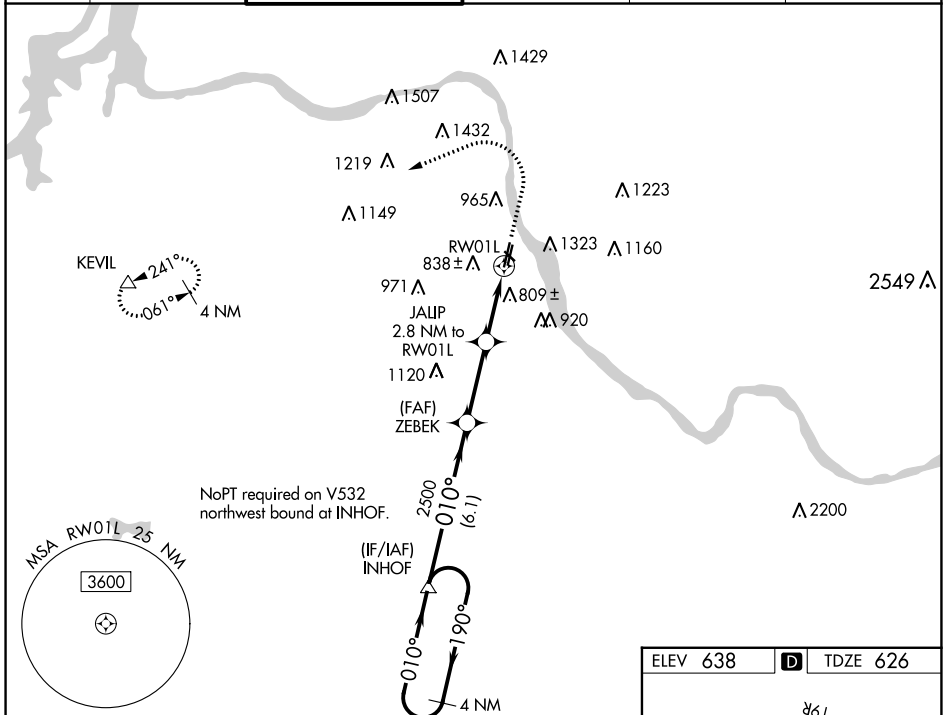 1429
1507
1432
1219
1223
965
1149
RW01L
1323
1160
838 ±
KEVIL
241°
061°
4 NM
971
2549
809 ±
JALIP
2.8 NM to
RW01L
920
1120
(FAF)
ZEBEK
NoPT required on V532
northwest bound at INHOF.
2500
010°
(6.1)
2200
MSA RW01L 25 NM
3600
(IF/IAF)
INHOF
010°
190°
4 NM
ELEV 638
D
TDZE 626
19R